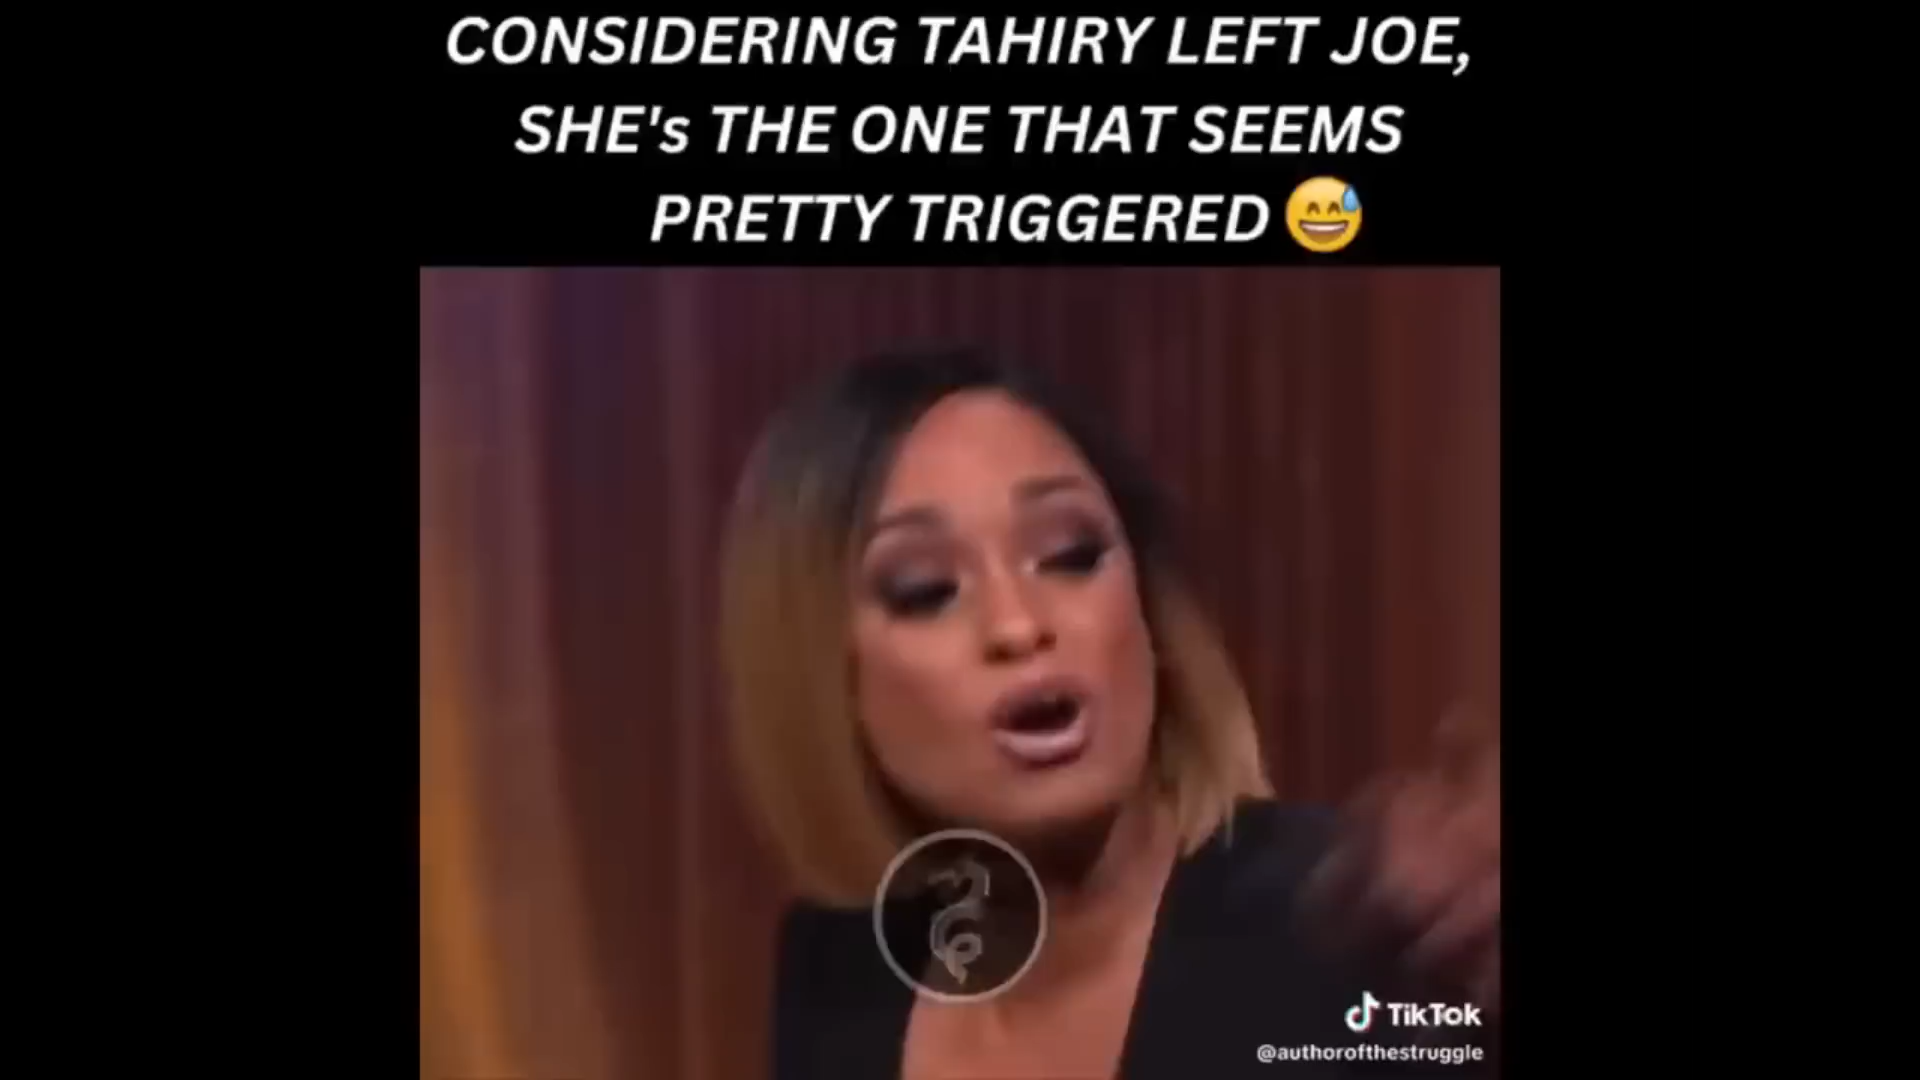 CONSIDERING TAHIRY LEFT JOE,
SHE's THE ONE THAT SEEMS
PRETTY TRIGGERED 😅
TikTok
@authorofthestruggle